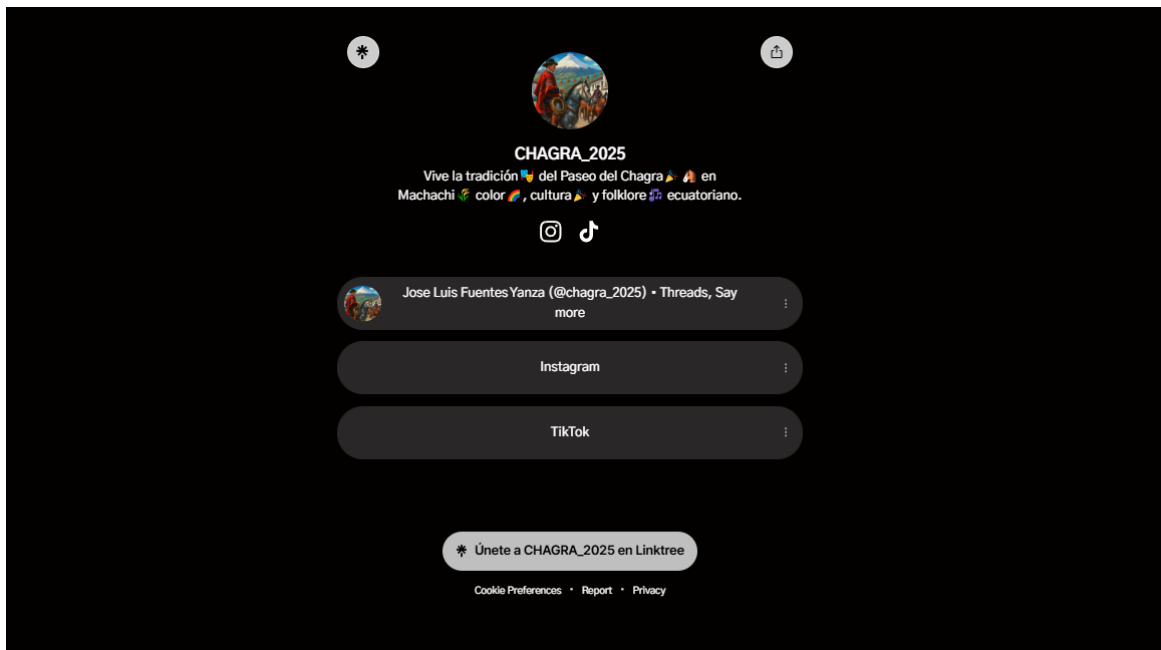 CHAGRA_2025
Vive la tradición🎭 del Paseo del Chagra🎉 🐴 en
Machachi🌾 color🌈, cultura🎉 y folklore🎶 ecuatoriano.
Jose Luis Fuentes Yanza (@chagra_2025) • Threads, Say
more
Instagram
TikTok
Únete a CHAGRA_2025 en Linktree
Cookie Preferences • Report • Privacy